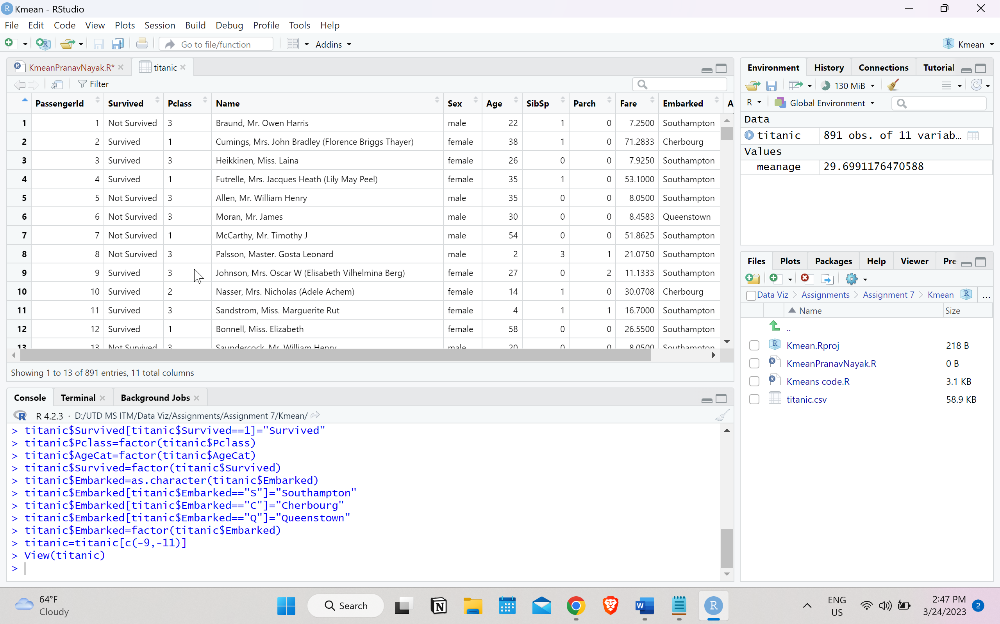 Kmean - RStudio
File Edit Code View Plots Session Build Debug Profile Tools Help
Go to file/function Addins Kmean
KmeanPranavNayak.R* titanic
Filter
PassengerId Survived Pclass Name Sex Age SibSp Parch Fare Embarked A
1 1 Not Survived 3 Braund, Mr. Owen Harris male 22 1 0 7.2500 Southampton
2 2 Survived 1 Cumings, Mrs. John Bradley (Florence Briggs Thayer) female 38 1 0 71.2833 Cherbourg
3 3 Survived 3 Heikkinen, Miss. Laina female 26 0 0 7.9250 Southampton
4 4 Survived 1 Futrelle, Mrs. Jacques Heath (Lily May Peel) female 35 1 0 53.1000 Southampton
5 5 Not Survived 3 Allen, Mr. William Henry male 35 0 0 8.0500 Southampton
6 6 Not Survived 3 Moran, Mr. James male 30 0 0 8.4583 Queenstown
7 7 Not Survived 1 McCarthy, Mr. Timothy J male 54 0 0 51.8625 Southampton
8 8 Not Survived 3 Palsson, Master. Gosta Leonard male 2 3 1 21.0750 Southampton
9 9 Survived 3 Johnson, Mrs. Oscar W (Elisabeth Vilhelmina Berg) female 27 0 2 11.1333 Southampton
10 10 Survived 2 Nasser, Mrs. Nicholas (Adele Achem) female 14 1 0 30.0708 Cherbourg
11 11 Survived 3 Sandstrom, Miss. Marguerite Rut female 4 1 1 16.7000 Southampton
12 12 Survived 1 Bonnell, Miss. Elizabeth female 58 0 0 26.5500 Southampton
13 13 Not Survived 3 Saundercock, Mr. William Henry male 20 0 0 8.0500 Southampton
Showing 1 to 13 of 891 entries, 11 total columns
Console Terminal Background Jobs
R 4.2.3 · D:/UTD MS ITM/Data Viz/Assignments/Assignment 7/Kmean/
> titanic$Survived[titanic$Survived==1]="Survived"
> titanic$Pclass=factor(titanic$Pclass)
> titanic$AgeCat=factor(titanic$AgeCat)
> titanic$Survived=factor(titanic$Survived)
> titanic$Embarked=as.character(titanic$Embarked)
> titanic$Embarked[titanic$Embarked=="S"]="Southampton"
> titanic$Embarked[titanic$Embarked=="C"]="Cherbourg"
> titanic$Embarked[titanic$Embarked=="Q"]="Queenstown"
> titanic$Embarked=factor(titanic$Embarked)
> titanic=titanic[c(-9,-11)]
> View(titanic)
>
Environment History Connections Tutorial
130 MiB
R Global Environment
Data
titanic 891 obs. of 11 variab…
Values
meanage 29.6991176470588
Files Plots Packages Help Viewer Pre
Data Viz Assignments Assignment 7 Kmean ...
Name Size
..
Kmean.Rproj 218 B
KmeanPranavNayak.R 0 B
Kmeans code.R 3.1 KB
titanic.csv 58.9 KB
64°F
Cloudy
Search
ENG
US
2:47 PM
3/24/2023
2